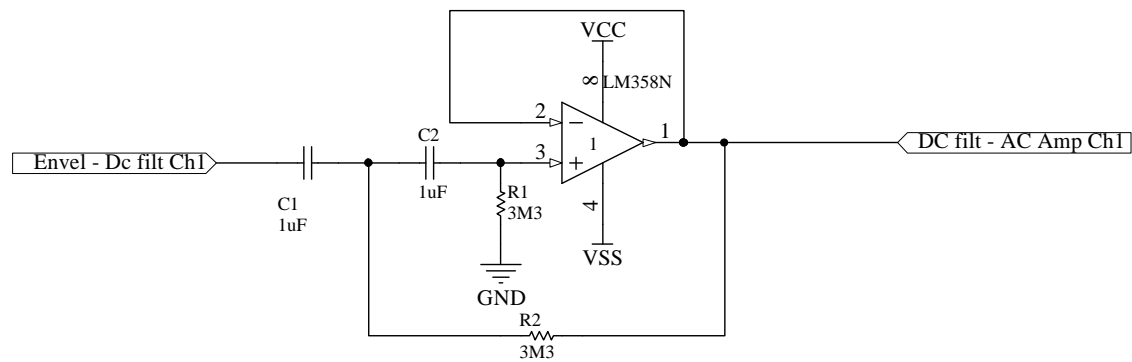 VCC
8
LM358N
2
−
1
1
C2
3
+
Envel - Dc filt Ch1
DC filt - AC Amp Ch1
1uF
R1
3M3
C1
1uF
4
VSS
GND
R2
3M3